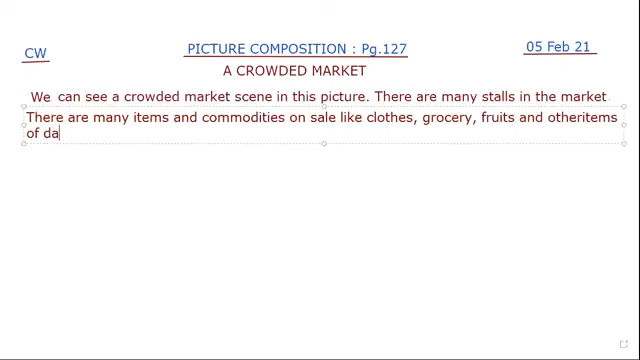 CW
PICTURE COMPOSITION : Pg.127
05 Feb 21
A CROWDED MARKET
We can see a crowded market scene in this picture. There are many stalls in the market.
There are many items and commodities on sale like clothes, grocery, fruits and otheritems
of da